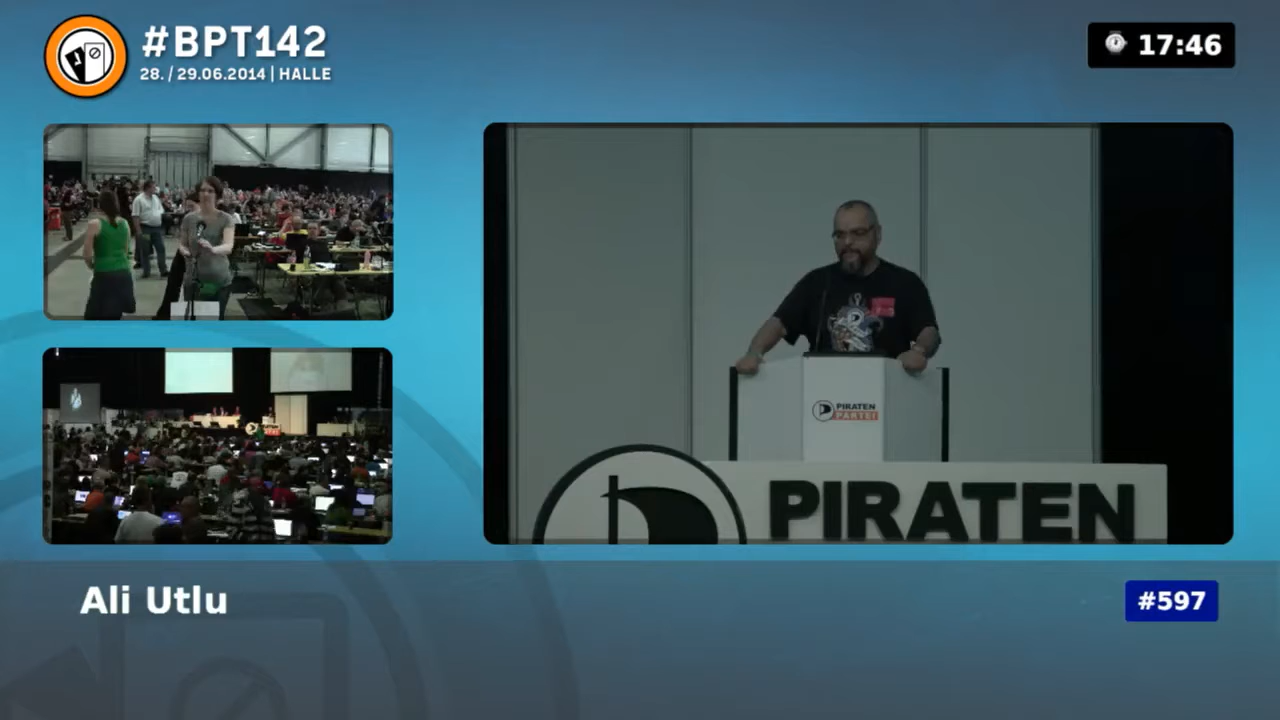 #BPT142
28. / 29.06.2014 | HALLE
17:46
PIRATEN
PARTEI
PIRATEN
Ali Utlu
#597